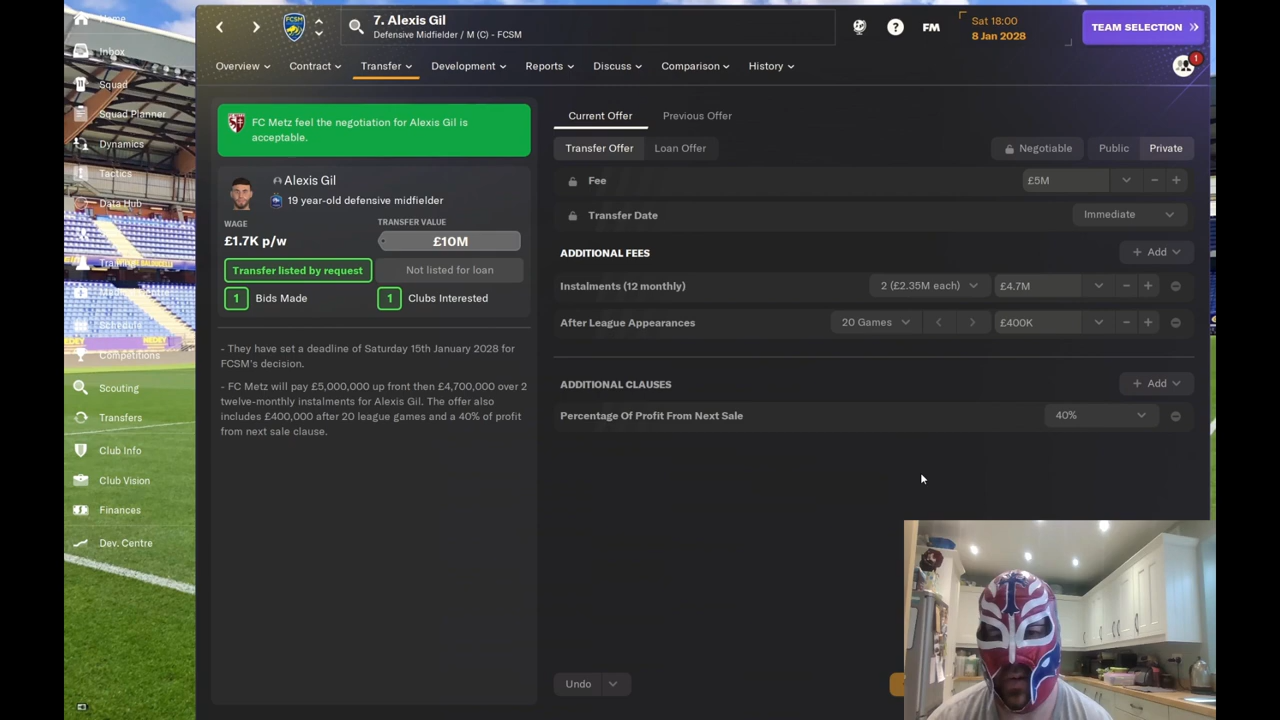 Home
Inbox
Squad
Squad Planner
Dynamics
Tactics
Data Hub
Schedule
Competitions
Scouting
Transfers
Club Info
Club Vision
Finances
Dev. Centre
FCSM
7. Alexis Gil
Defensive Midfielder / M (C) - FCSM
?
FM
Sat 18:00
8 Jan 2028
TEAM SELECTION
Overview
Contract
Transfer
Development
Reports
Discuss
Comparison
History
1
FC Metz feel the negotiation for Alexis Gil is
acceptable.
Alexis Gil
19 year-old defensive midfielder
WAGE
TRANSFER VALUE
£1.7K p/w
£10M
Transfer listed by request
Not listed for loan
1 Bids Made
1 Clubs Interested
- They have set a deadline of Saturday 15th January 2028 for
FCSM's decision.
- FC Metz will pay £5,000,000 up front then £4,700,000 over 2
twelve-monthly instalments for Alexis Gil. The offer also
includes £400,000 after 20 league games and a 40% of profit
from next sale clause.
Current Offer
Previous Offer
Transfer Offer
Loan Offer
Negotiable
Public
Private
Fee
£5M
Transfer Date
Immediate
ADDITIONAL FEES
+ Add
Instalments (12 monthly)
2 (£2.35M each)
£4.7M
After League Appearances
20 Games
£400K
ADDITIONAL CLAUSES
+ Add
Percentage Of Profit From Next Sale
40%
Undo